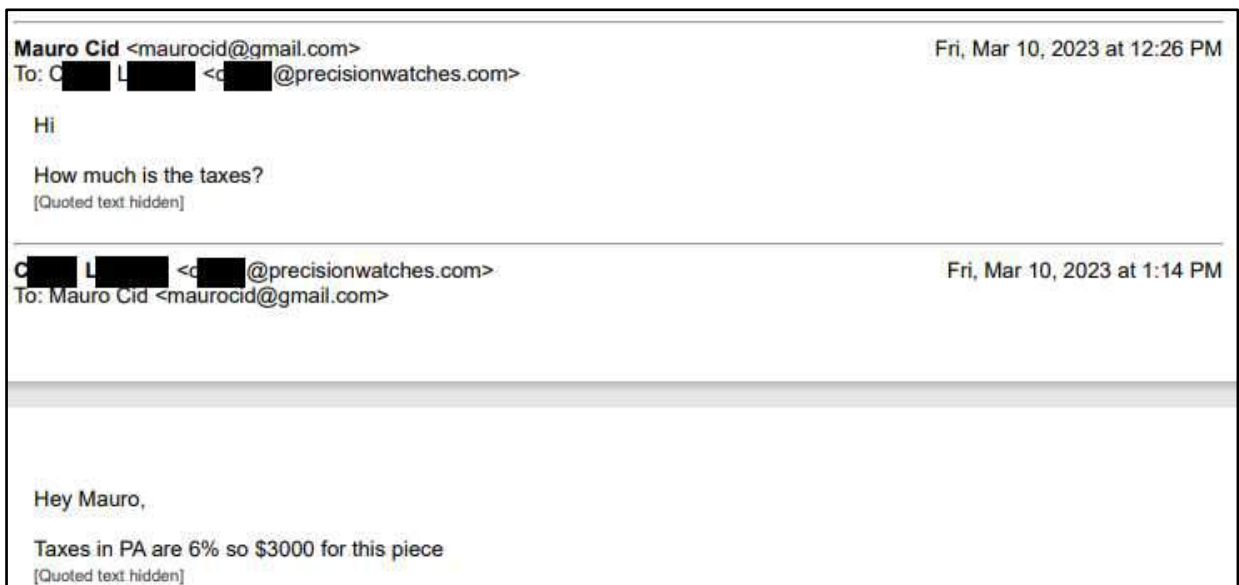 Mauro Cid <maurocid@gmail.com> Fri, Mar 10, 2023 at 12:26 PM
To: C L <c @precisionwatches.com>
Hi
How much is the taxes?
[Quoted text hidden]
C L <c @precisionwatches.com> Fri, Mar 10, 2023 at 1:14 PM
To: Mauro Cid <maurocid@gmail.com>
Hey Mauro,
Taxes in PA are 6% so $3000 for this piece
[Quoted text hidden]